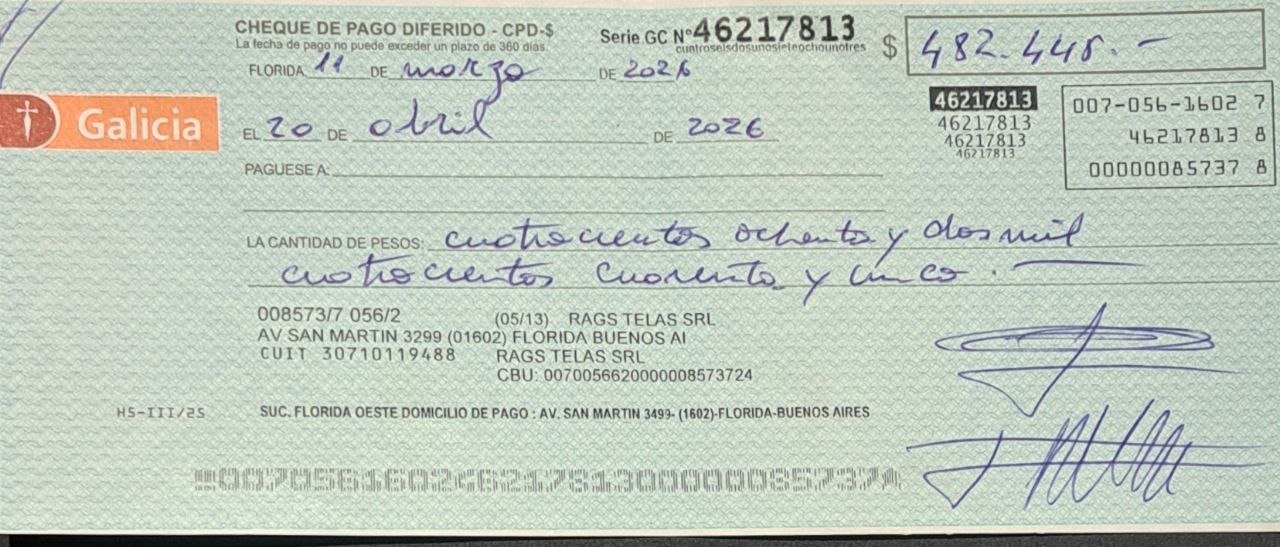 CHEQUE DE PAGO DIFERIDO - CPD-$
La fecha de pago no puede exceder un plazo de 360 días.
Serie GC Nº 46217813
cuatroseisdosunosieteochounotres
$ 482.445.-
FLORIDA 11 DE marzo DE 2026
Galicia
EL 20 DE abril DE 2026
46217813
46217813
46217813
46217813
007-056-1602 7
46217813 8
00000085737 8
PAGUESE A:
LA CANTIDAD DE PESOS: cuatrocientos ochenta y dos mil
cuatrocientos cuarenta y cinco.
008573/7 056/2 (05/13) RAGS TELAS SRL
AV SAN MARTIN 3299 (01602) FLORIDA BUENOS AI
CUIT 30710119488 RAGS TELAS SRL
CBU: 0070056620000008573724
HS-III/25
SUC. FLORIDA OESTE DOMICILIO DE PAGO : AV. SAN MARTIN 3499- (1602)-FLORIDA-BUENOS AIRES